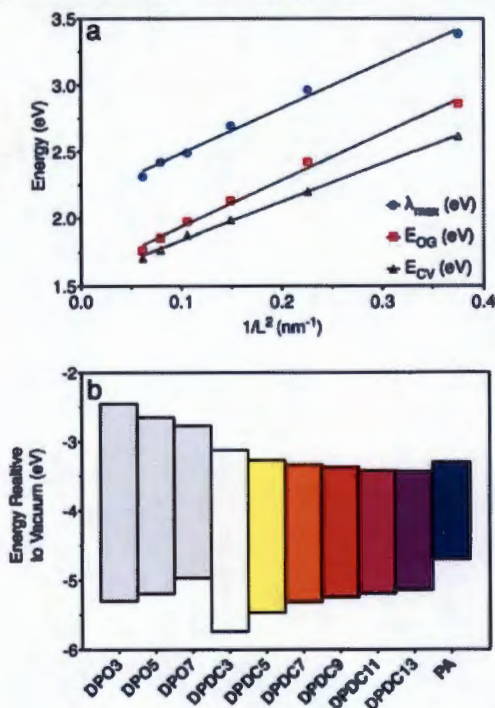 a
3.5
3.0
2.5
2.0
1.5
Energy (eV)
λmax (eV)
EOG (eV)
ECV (eV)
0.0 0.1 0.2 0.3 0.4
1/L² (nm⁻¹)
b
-2
-3
-4
-5
-6
Energy Realitive
to Vacuum (eV)
DPO3
DPO5
DPO7
DPDC3
DPDC5
DPDC7
DPDC9
DPDC11
DPDC13
PA